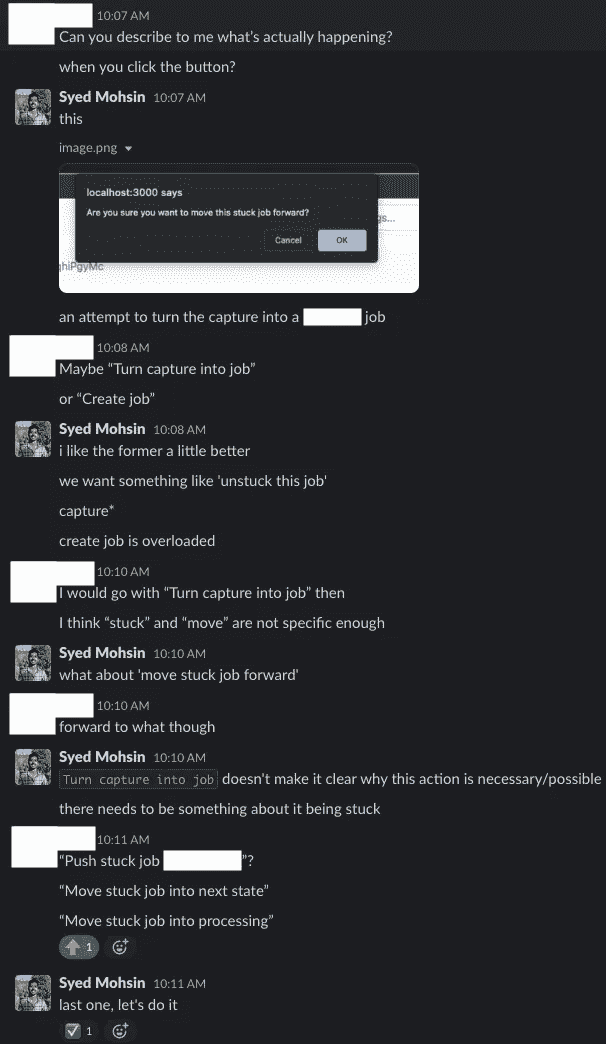 10:07 AM
Can you describe to me what's actually happening?
when you click the button?
Syed Mohsin 10:07 AM
this
image.png
localhost:3000 says
Are you sure you want to move this stuck job forward?
gs...
Cancel OK
qhiPgyMc
an attempt to turn the capture into a job
10:08 AM
Maybe “Turn capture into job”
or “Create job”
Syed Mohsin 10:08 AM
i like the former a little better
we want something like 'unstuck this job'
capture*
create job is overloaded
10:10 AM
I would go with “Turn capture into job” then
I think “stuck” and “move” are not specific enough
Syed Mohsin 10:10 AM
what about 'move stuck job forward'
10:10 AM
forward to what though
Syed Mohsin 10:10 AM
Turn capture into job doesn't make it clear why this action is necessary/possible
there needs to be something about it being stuck
10:11 AM
“Push stuck job ”?
“Move stuck job into next state”
“Move stuck job into processing”
1
Syed Mohsin 10:11 AM
last one, let's do it
1